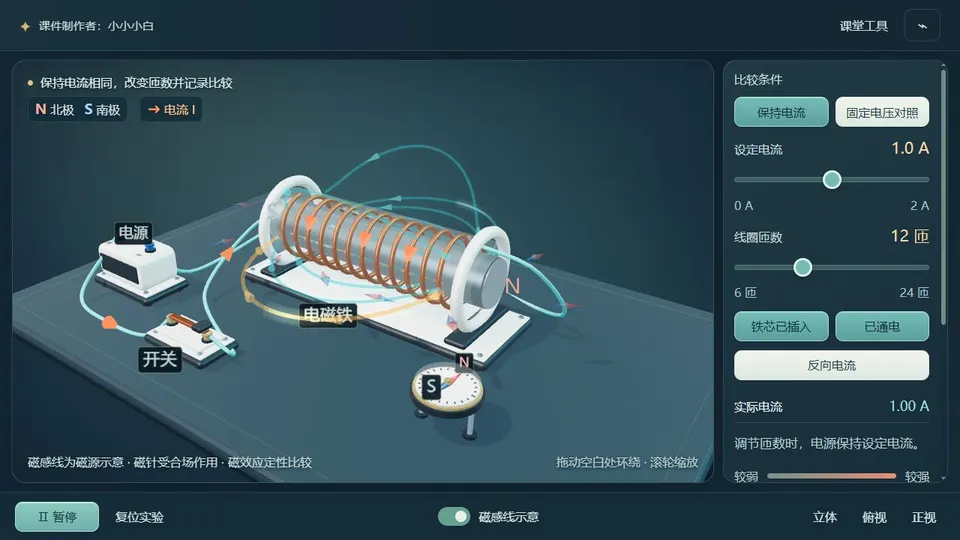 课件制作者：小小小白
课堂工具
保持电流相同，改变匝数并记录比较
N 北极 S 南极 → 电流 I
电源
开关
电磁铁
N
N
S
磁感线为磁源示意 · 磁针受合场作用 · 磁效应定性比较
拖动空白处环绕 · 滚轮缩放
比较条件
保持电流 固定电压对照
设定电流 1.0 A
0 A 2 A
线圈匝数 12 匝
6 匝 24 匝
铁芯已插入 已通电
反向电流
实际电流 1.00 A
调节匝数时，电源保持设定电流。
较弱 较强
暂停 复位实验
磁感线示意
立体 俯视 正视